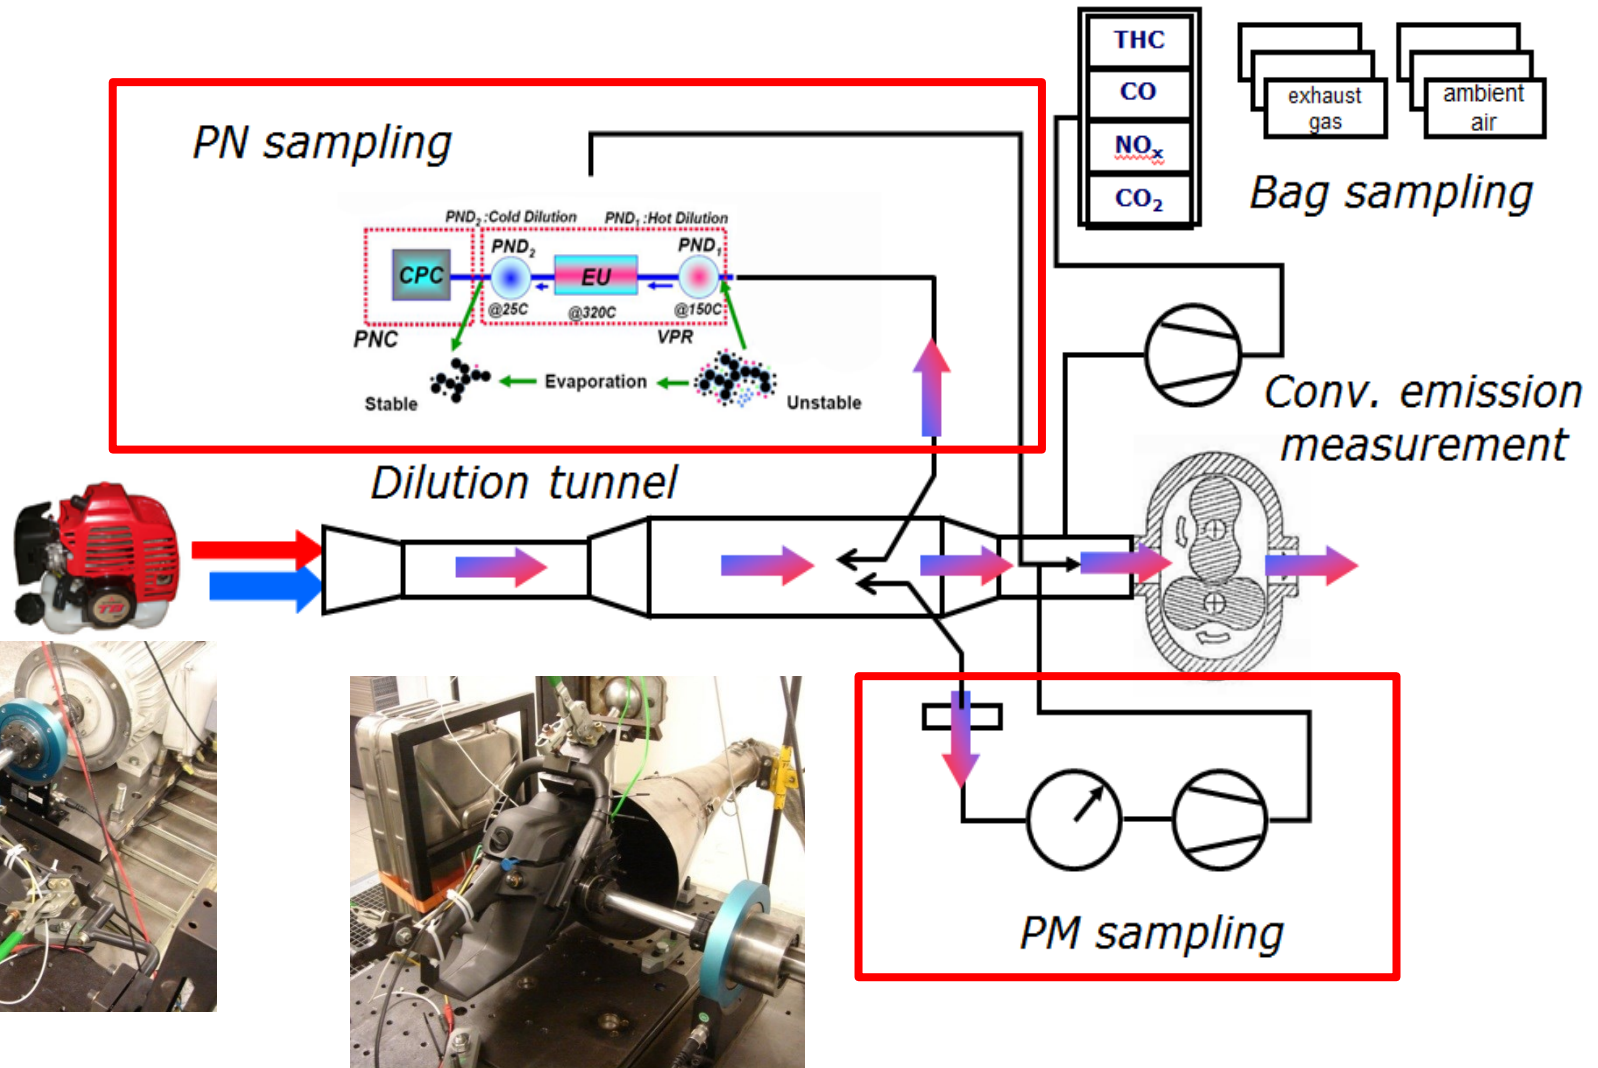 THC
CO
NOx
CO2
exhaust
gas
ambient
air
Bag sampling
PN sampling
PND2 :Cold Dilution
PND1 :Hot Dilution
PND2
PND1
CPC
EU
@25C
@320C
@150C
PNC
VPR
Evaporation
Stable
Unstable
Conv. emission
measurement
Dilution tunnel
PM sampling